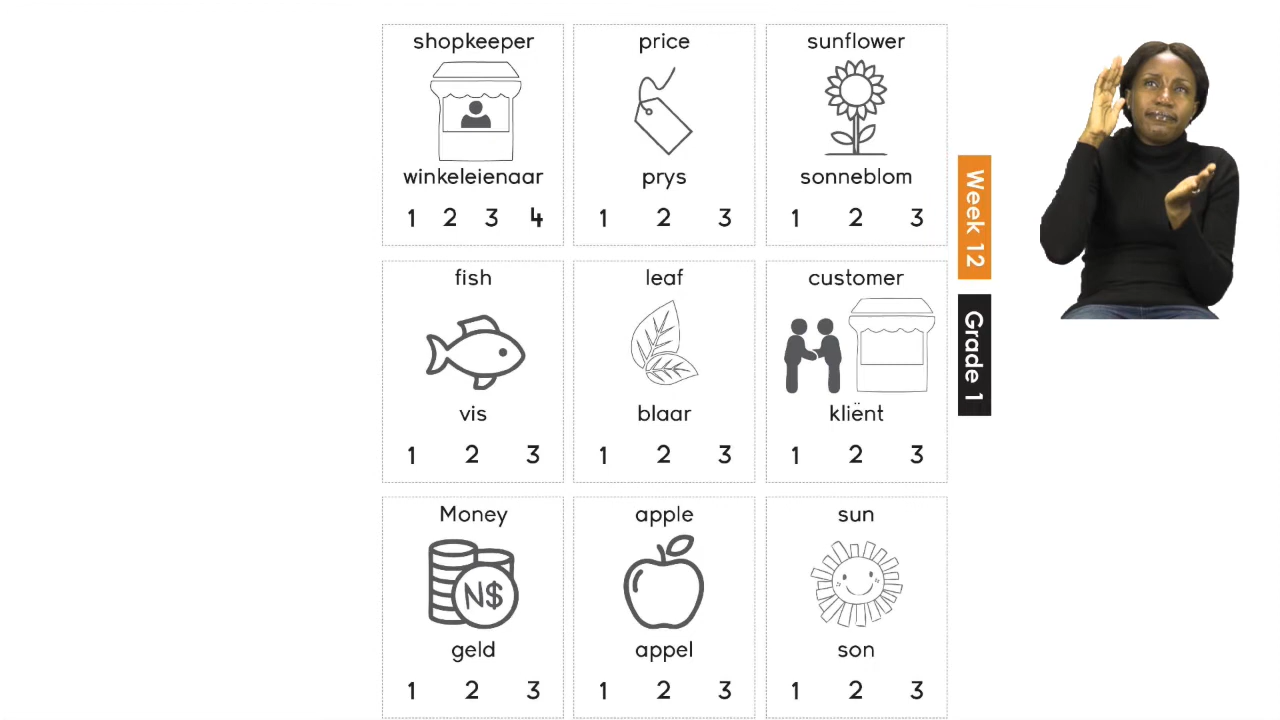 shopkeeper
winkeleienaar
1 2 3 4
price
prys
1 2 3
sunflower
sonneblom
1 2 3
fish
vis
1 2 3
leaf
blaar
1 2 3
customer
kliënt
1 2 3
Money
N$
geld
1 2 3
apple
appel
1 2 3
sun
son
1 2 3
Week 12
Grade 1